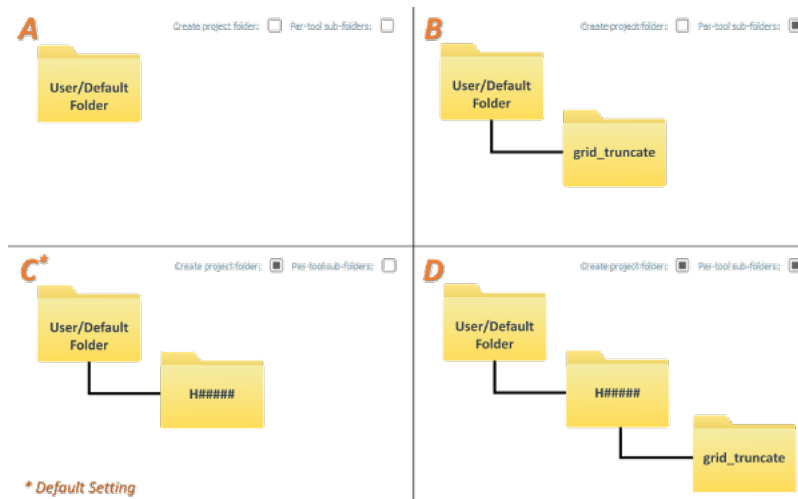 A
Create project folder:
Per-tool sub-folders:
User/Default
Folder
B
Create project folder:
Per-tool sub-folders:
User/Default
Folder
grid_truncate
C*
Create project folder:
Per-tool sub-folders:
User/Default
Folder
H#####
* Default Setting
D
Create project folder:
Per-tool sub-folders:
User/Default
Folder
H#####
grid_truncate